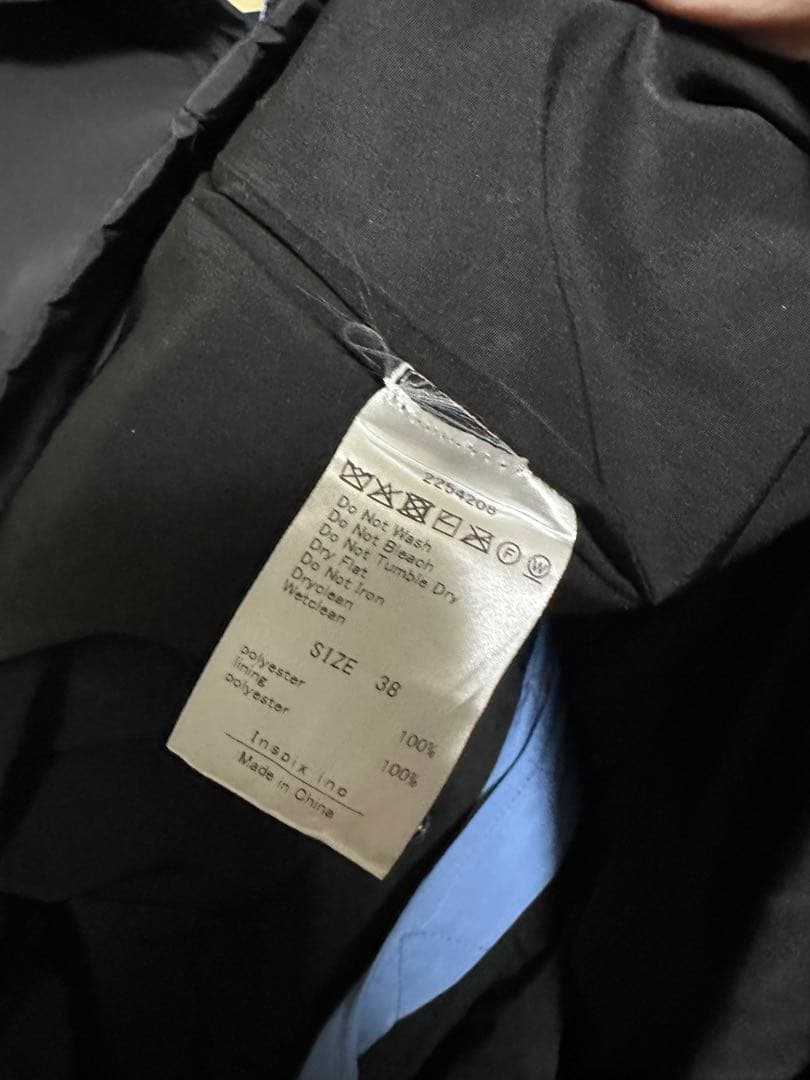 2254208
F W
Do Not Wash
Do Not Bleach
Do Not Tumble Dry
Dry Flat
Do Not Iron
Dryclean
Wetclean
SIZE 38
polyester 100%
lining
polyester 100%
Inspix inc
Made in China